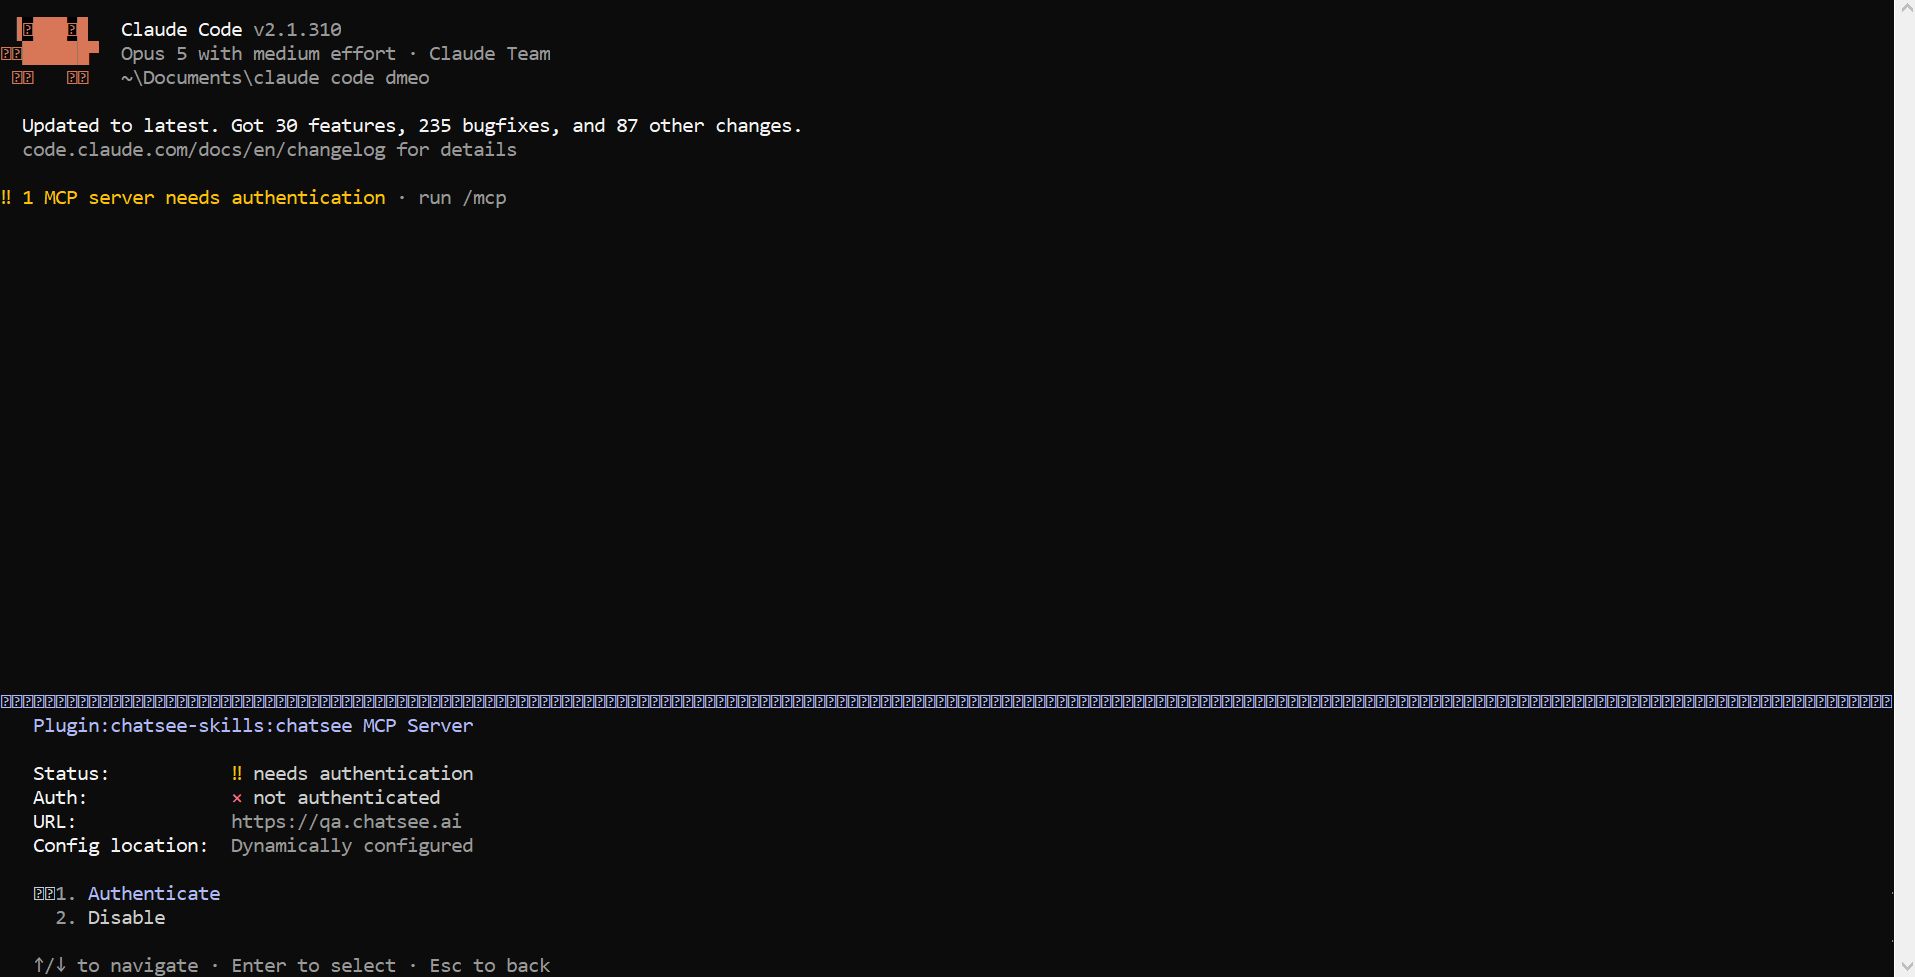 Claude Code v2.1.310
Opus 5 with medium effort · Claude Team
~\Documents\claude code dmeo
Updated to latest. Got 30 features, 235 bugfixes, and 87 other changes.
code.claude.com/docs/en/changelog for details
‼ 1 MCP server needs authentication · run /mcp
Plugin:chatsee-skills:chatsee MCP Server
Status: ‼ needs authentication
Auth: × not authenticated
URL: https://qa.chatsee.ai
Config location: Dynamically configured
1. Authenticate
2. Disable
↑/↓ to navigate · Enter to select · Esc to back